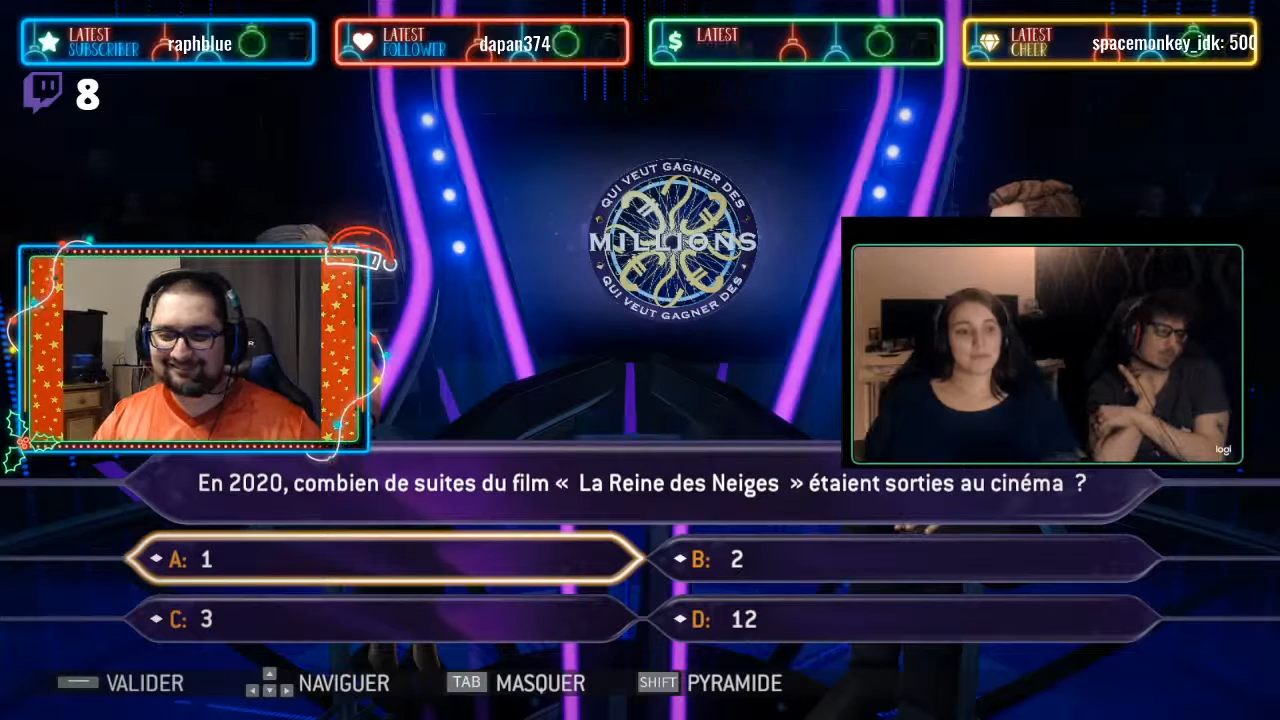 LATEST
SUBSCRIBER
raphblue
LATEST
FOLLOWER
dapan374
LATEST
LATEST
CHEER
spacemonkey_idk: 500
8
QUI VEUT GAGNER DES
MILLIONS
QUI VEUT GAGNER DES
logi
En 2020, combien de suites du film « La Reine des Neiges » étaient sorties au cinéma ?
A: 1
B: 2
C: 3
D: 12
VALIDER
NAVIGUER
TAB MASQUER
SHIFT PYRAMIDE